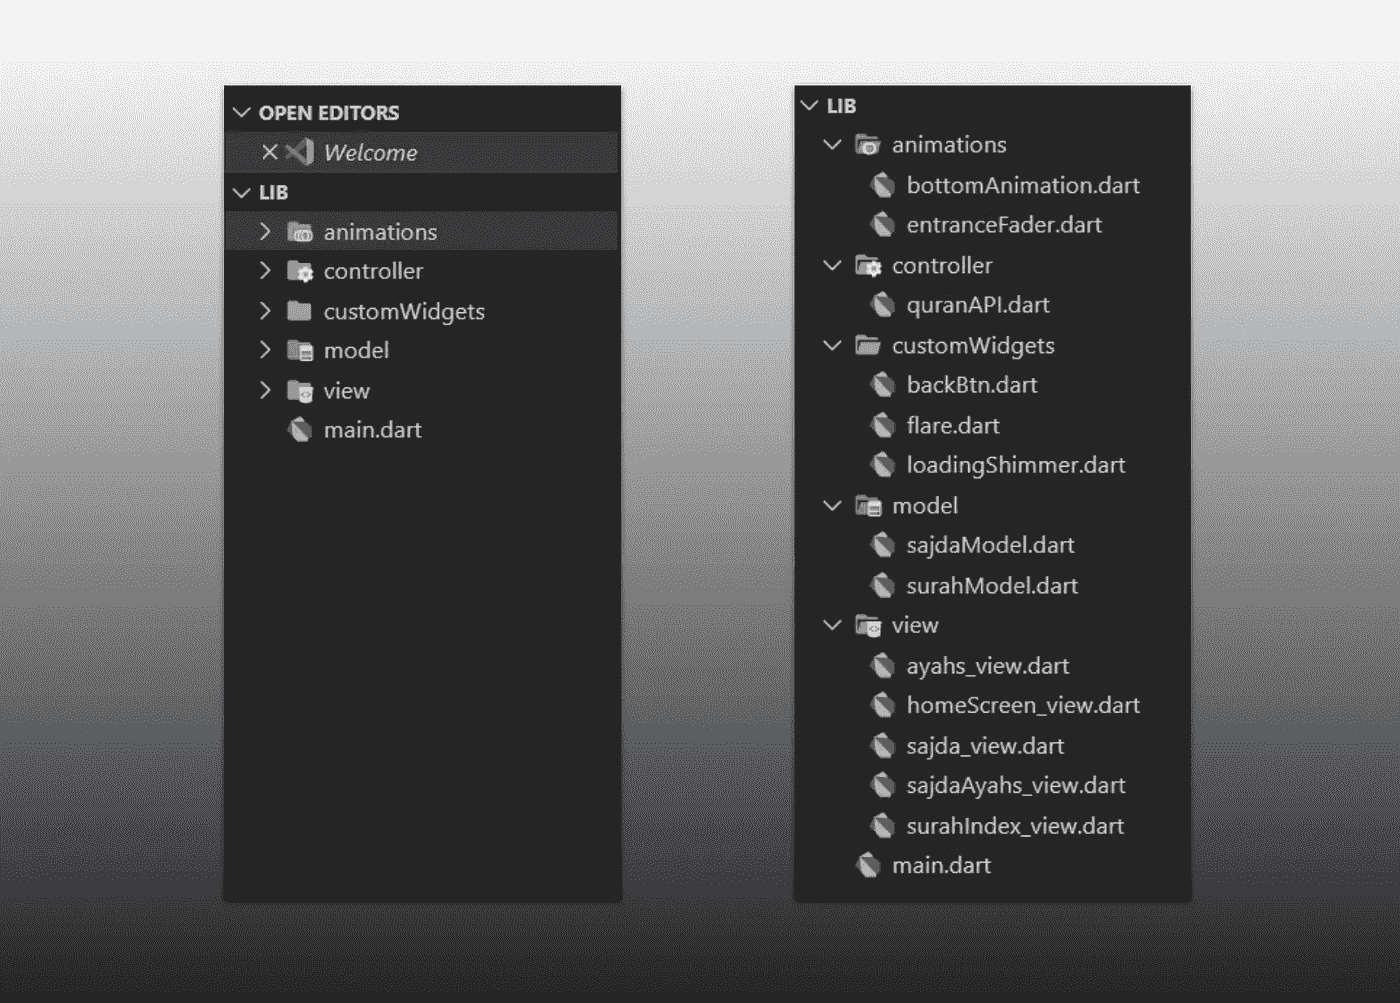 OPEN EDITORS
Welcome
LIB
animations
controller
customWidgets
model
view
main.dart
LIB
animations
bottomAnimation.dart
entranceFader.dart
controller
quranAPI.dart
customWidgets
backBtn.dart
flare.dart
loadingShimmer.dart
model
sajdaModel.dart
surahModel.dart
view
ayahs_view.dart
homeScreen_view.dart
sajda_view.dart
sajdaAyahs_view.dart
surahIndex_view.dart
main.dart